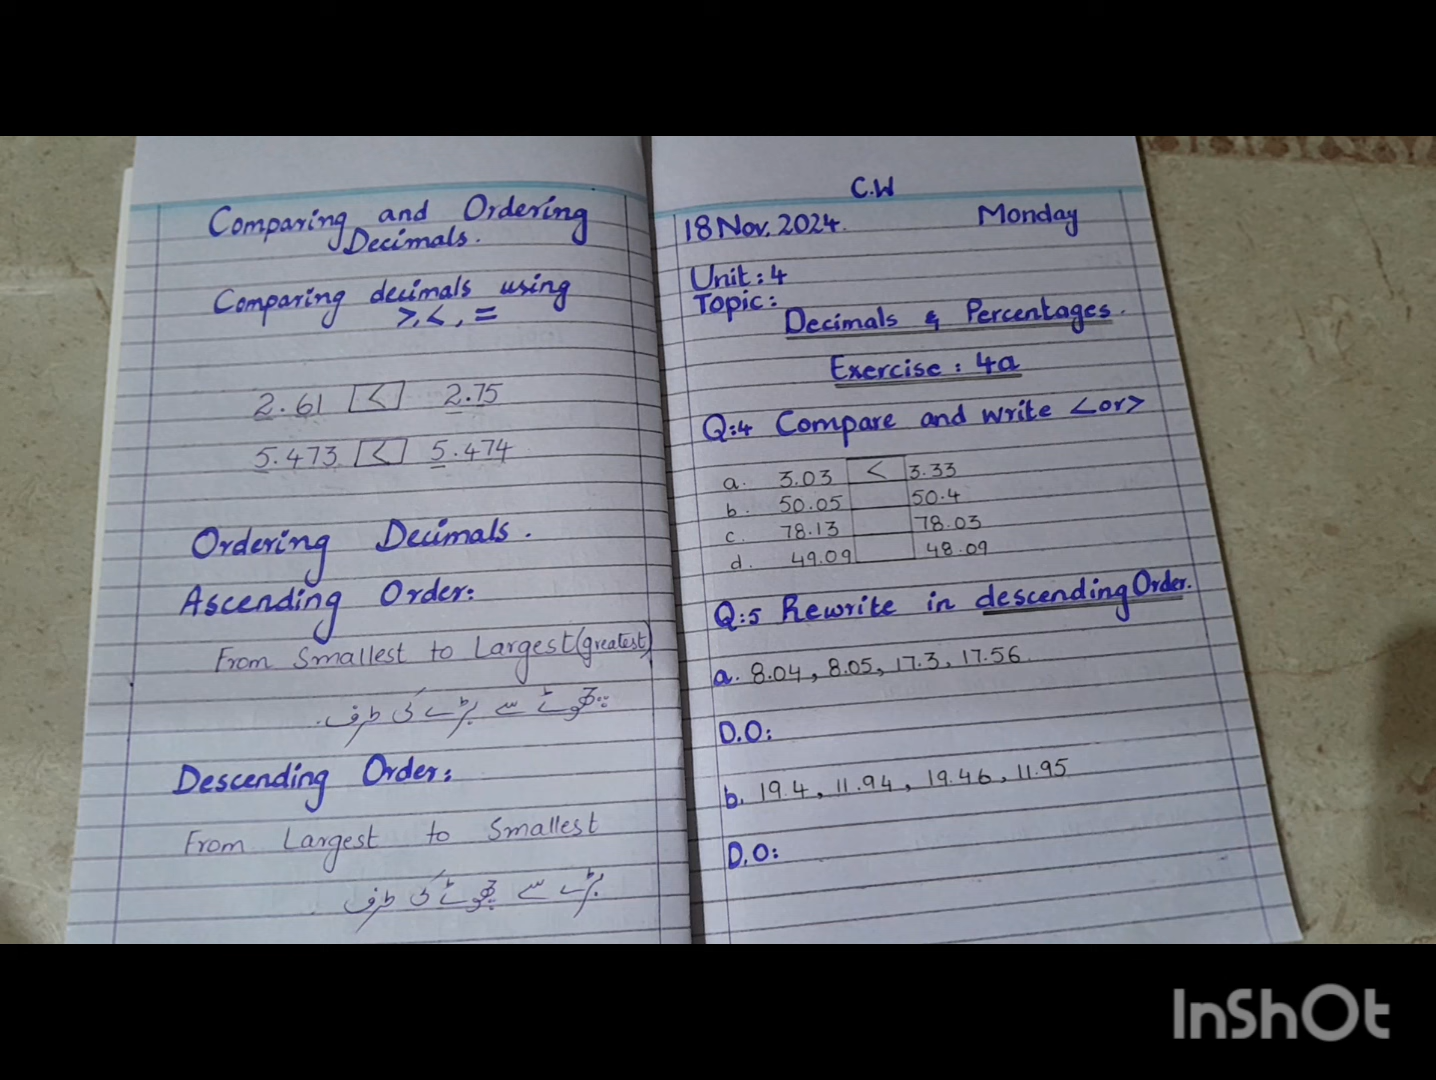 Comparing and Ordering
Decimals.
Comparing decimals using
>, <, =
2.61 < 2.75
5.473 < 5.474
Ordering Decimals.
Ascending Order:
From Smallest to Largest (greatest)
چھوٹے سے بڑے کی طرف۔
Descending Order:
From Largest to Smallest
بڑے سے چھوٹے کی طرف
C.W
18 Nov. 2024. Monday
Unit: 4
Topic:
Decimals & Percentages.
Exercise: 4a
Q:4 Compare and write < or >
a. 3.03 < 3.33
b. 50.05 50.4
c. 78.13 78.03
d. 49.09 48.09
Q:5 Rewrite in descending Order.
a. 8.04, 8.05, 17.3, 17.56
D.O:
b. 19.4, 11.94, 19.46, 11.95
D.O:
InShOt